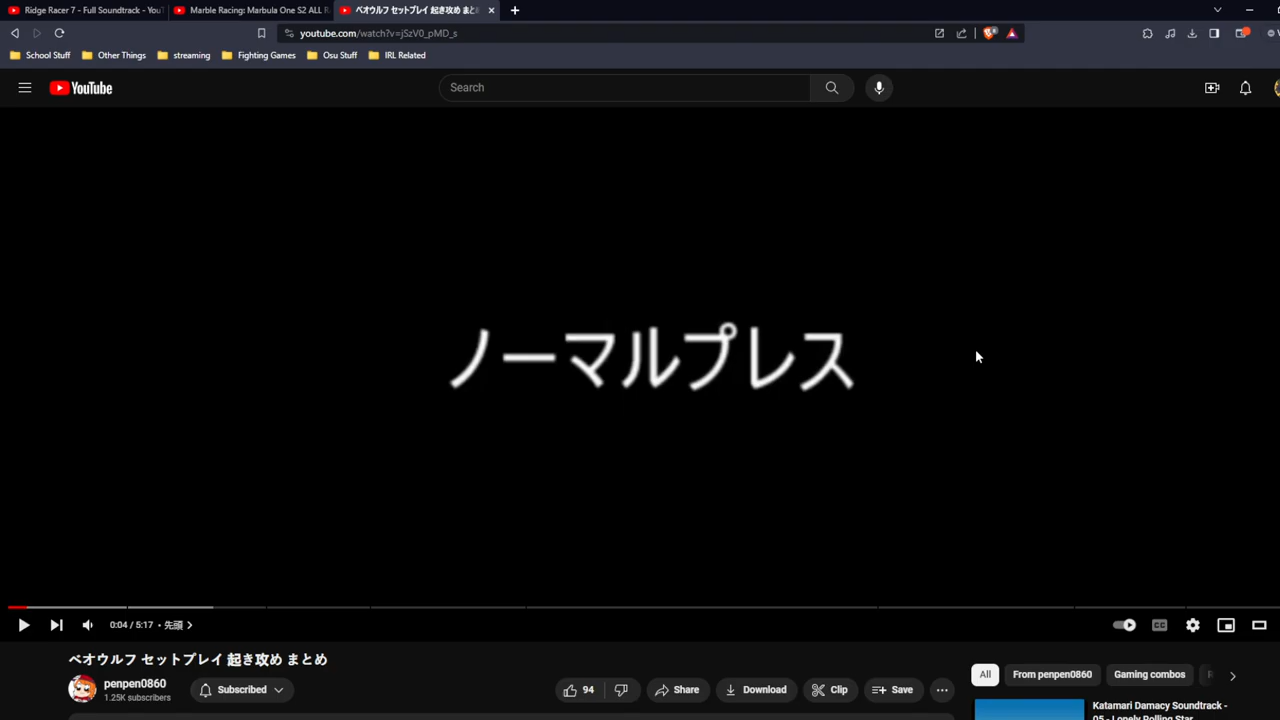 Ridge Racer 7 - Full Soundtrack - YouT
Marble Racing: Marbula One S2 ALL R
ベオウルフ セットプレイ 起き攻め まと
youtube.com/watch?v=jSzV0_pMD_s
School Stuff
Other Things
streaming
Fighting Games
Osu Stuff
IRL Related
YouTube
Search
ノーマルプレス
0:04 / 5:17 • 先頭
CC
ベオウルフ セットプレイ 起き攻め まとめ
penpen0860
1.25K subscribers
Subscribed
94
Share
Download
Clip
Save
All
From penpen0860
Gaming combos
Katamari Damacy Soundtrack -
05 - Lonely Rolling Star